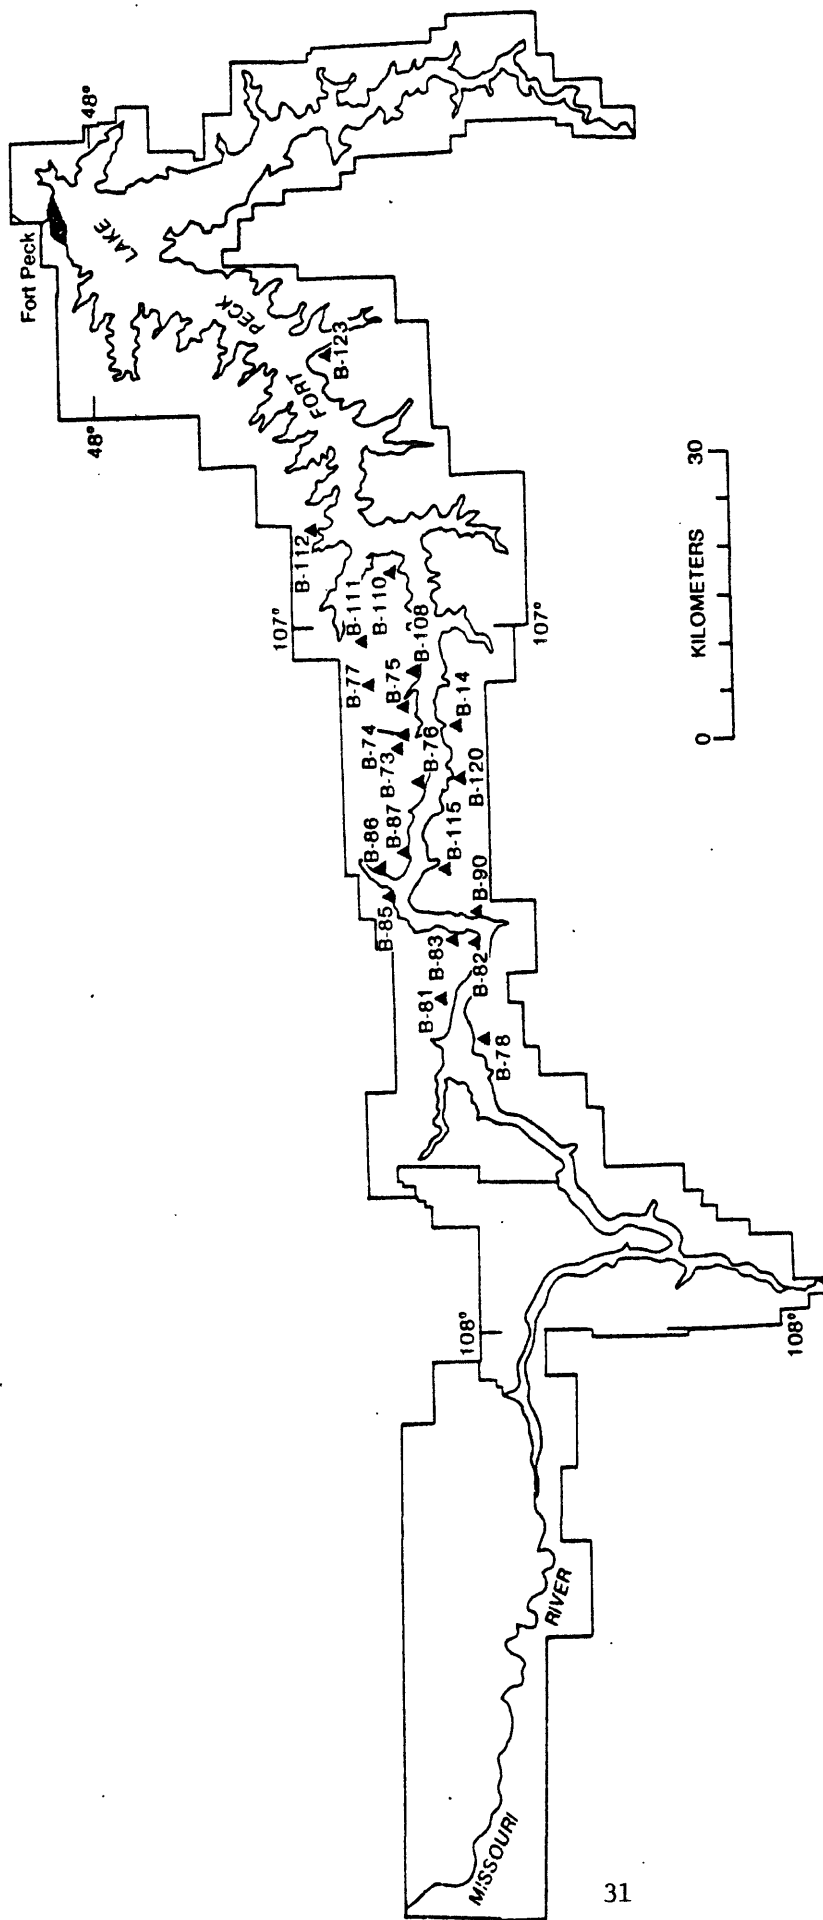 Fort Peck
48°
48°
LAKE
PECK
FORT
B-123
B-112
B-111
B-110
107°
107°
B-108
B-77
B-75
B-74
B-73
B-76
B-14
B-120
B-86
B-87
B-115
B-85
B-90
B-83
B-82
B-81
B-78
108°
108°
MISSOURI
RIVER
0
30
KILOMETERS
31